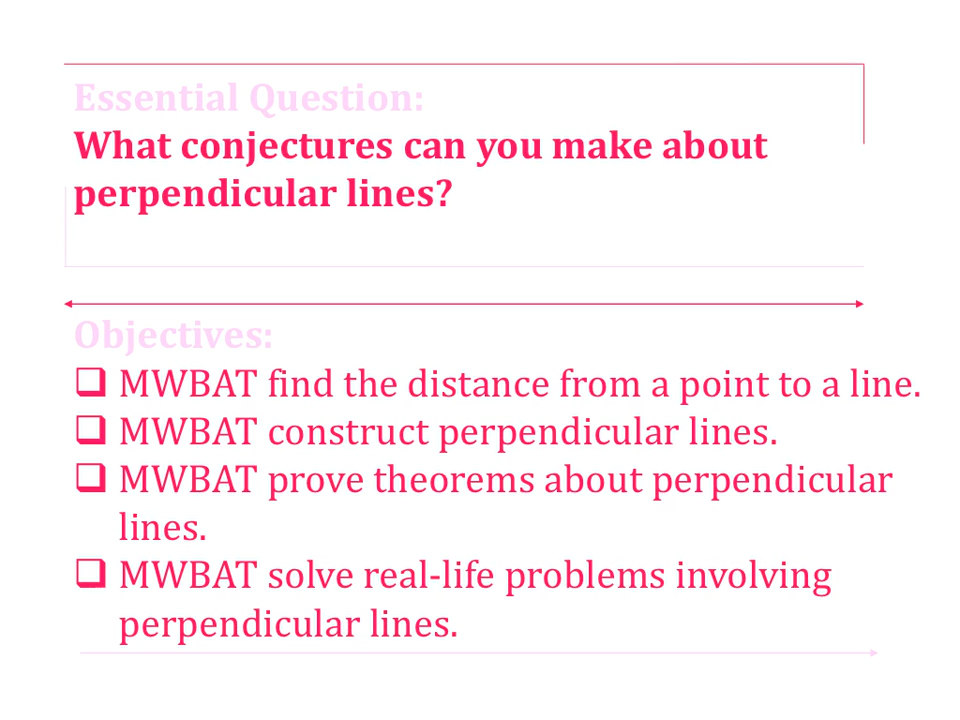 Essential Question:
What conjectures can you make about
perpendicular lines?
Objectives:
❑ MWBAT find the distance from a point to a line.
❑ MWBAT construct perpendicular lines.
❑ MWBAT prove theorems about perpendicular
lines.
❑ MWBAT solve real-life problems involving
perpendicular lines.